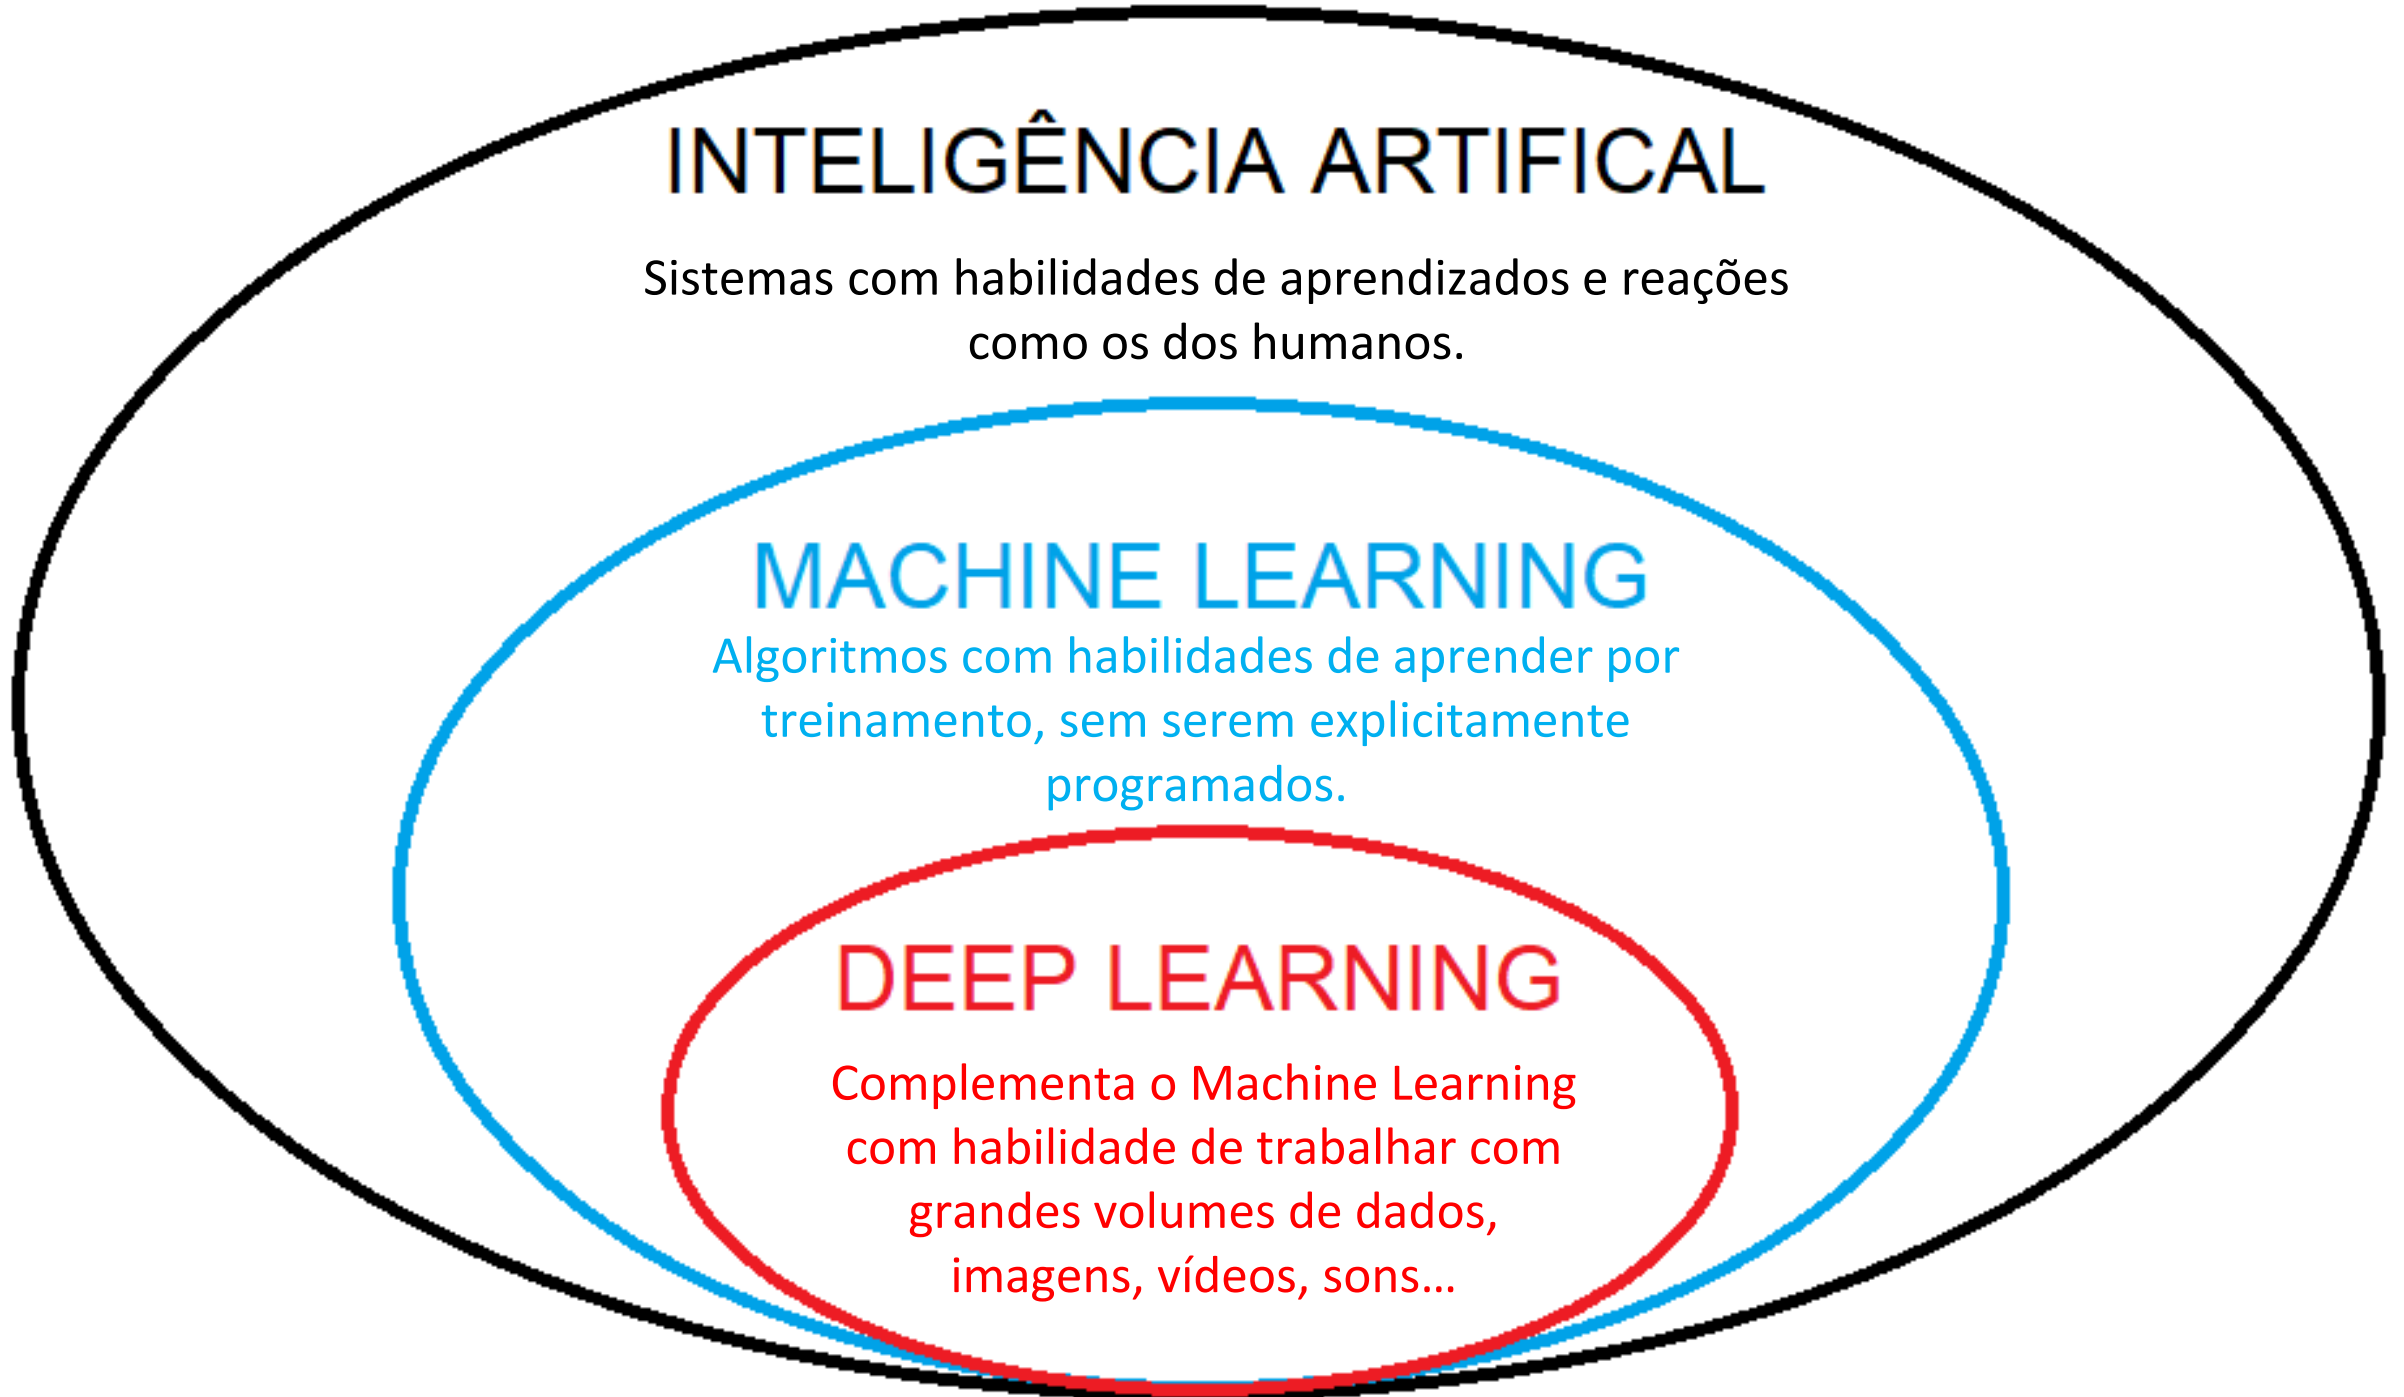 INTELIGÊNCIA ARTIFICAL
Sistemas com habilidades de aprendizados e reações
como os dos humanos.
MACHINE LEARNING
Algoritmos com habilidades de aprender por
treinamento, sem serem explicitamente
programados.
DEEP LEARNING
Complementa o Machine Learning
com habilidade de trabalhar com
grandes volumes de dados,
imagens, vídeos, sons...